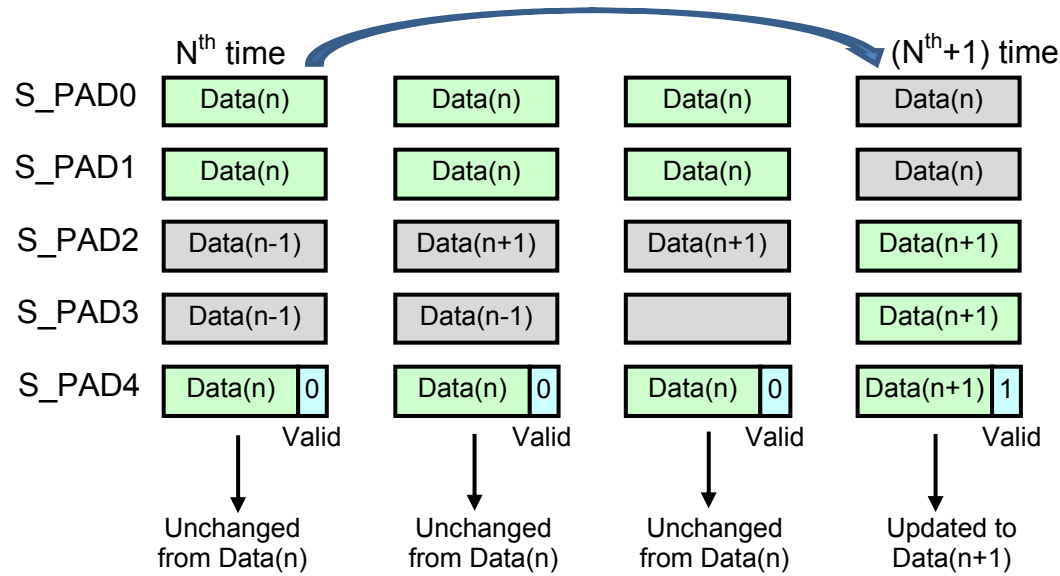 Nth time (Nth+1) time
S_PAD0 Data(n) Data(n) Data(n) Data(n)
S_PAD1 Data(n) Data(n) Data(n) Data(n)
S_PAD2 Data(n-1) Data(n+1) Data(n+1) Data(n+1)
S_PAD3 Data(n-1) Data(n-1) Data(n+1)
S_PAD4 Data(n) 0 Data(n) 0 Data(n) 0 Data(n+1) 1
Valid Valid Valid Valid
Unchanged Unchanged Unchanged Updated to
from Data(n) from Data(n) from Data(n) Data(n+1)